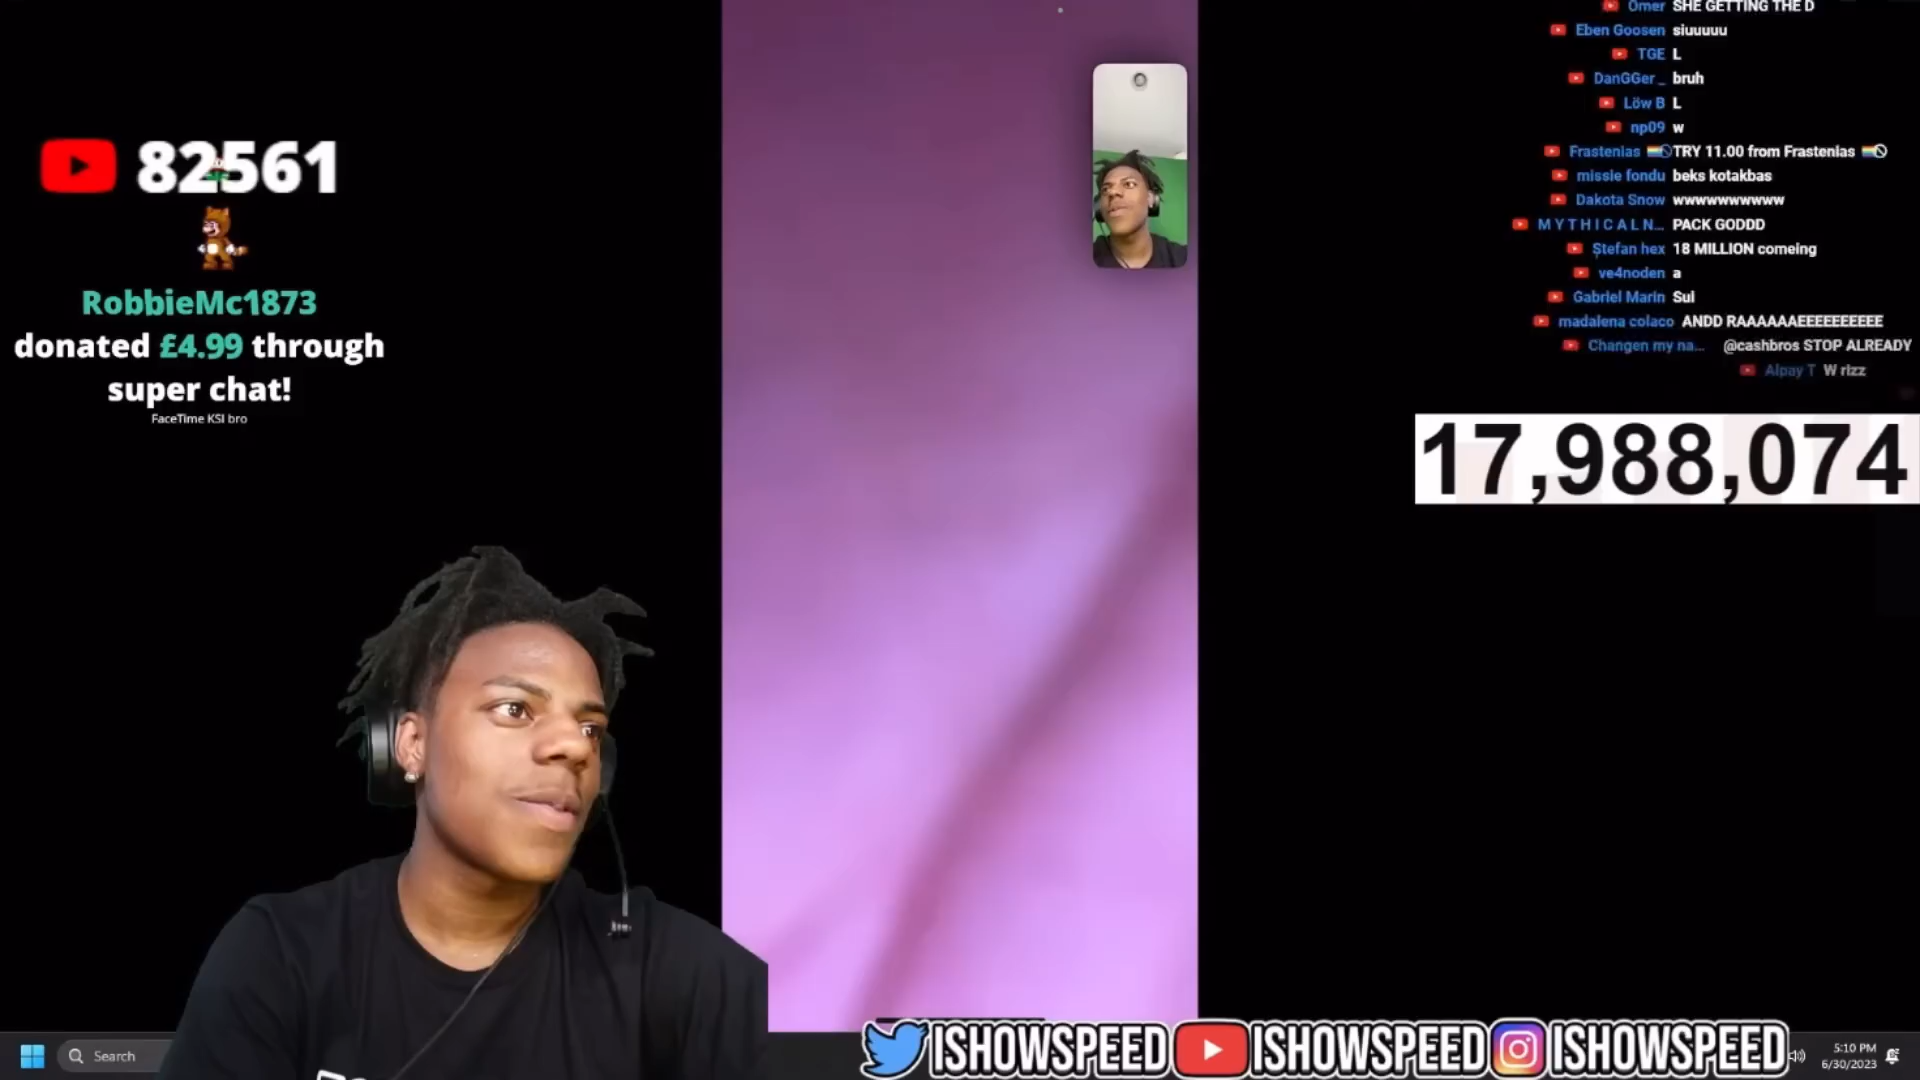 82561
RobbieMc1873
donated £4.99 through
super chat!
FaceTime KSI bro
Omer SHE GETTING THE D
Eben Goosen siuuuuu
TGE L
DanGGer _ bruh
Löw B L
np09 w
Frastenias TRY 11.00 from Frastenias
missie fondu beks kotakbas
Dakota Snow wwwwwwwwww
M Y T H I C A L N... PACK GODDD
Ștefan hex 18 MILLION comeing
ve4noden a
Gabriel Marin Sui
madalena colaco ANDD RAAAAAAEEEEEEEEEE
Changen my na... @cashbros STOP ALREADY
Alpay T W rizz
17,988,074
Search
ISHOWSPEED ISHOWSPEED ISHOWSPEED
5:10 PM
6/30/2023